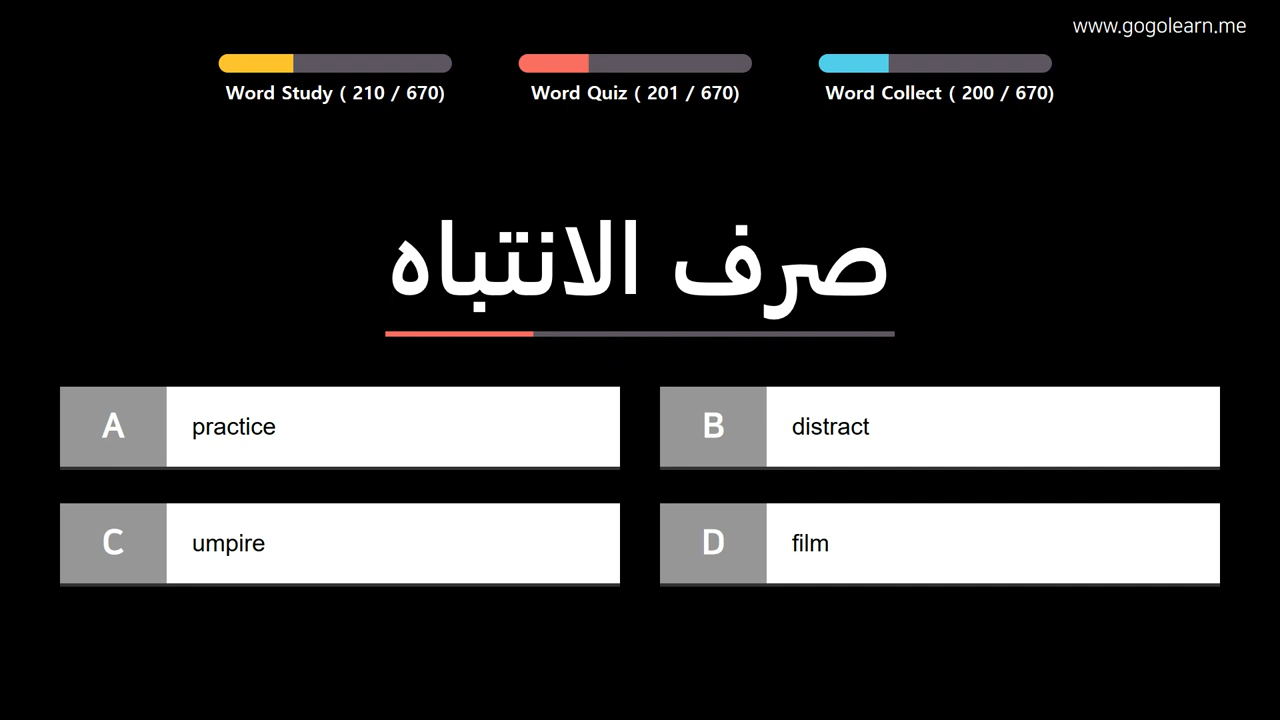 www.gogolearn.me
Word Study ( 210 / 670)
Word Quiz ( 201 / 670)
Word Collect ( 200 / 670)
صرف الانتباه
A practice
B distract
C umpire
D film